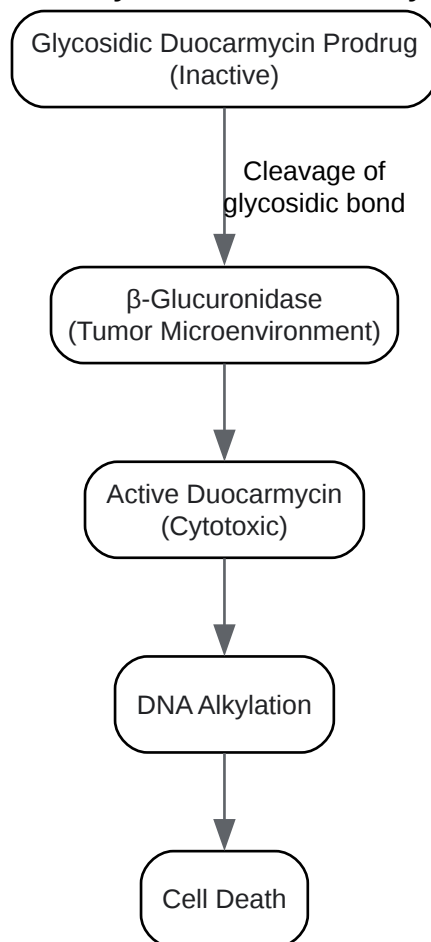 Glycosidic Duocarmycin Prodrug
(Inactive)
Cleavage of
glycosidic bond
β-Glucuronidase
(Tumor Microenvironment)
Active Duocarmycin
(Cytotoxic)
DNA Alkylation
Cell Death